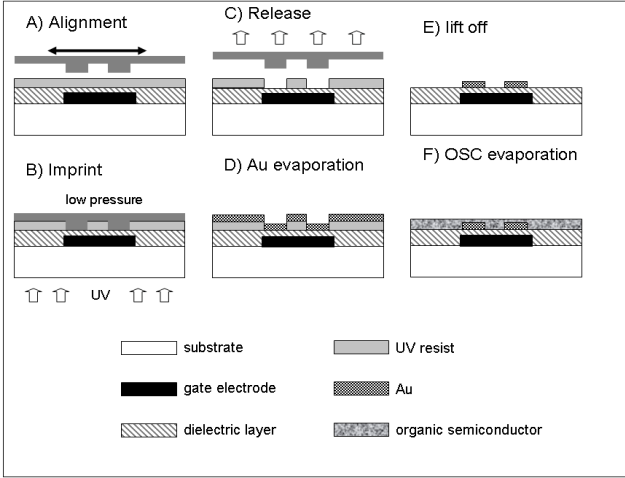 A) Alignment
B) Imprint
low pressure
UV
C) Release
D) Au evaporation
E) lift off
F) OSC evaporation
substrate
gate electrode
dielectric layer
UV resist
Au
organic semiconductor